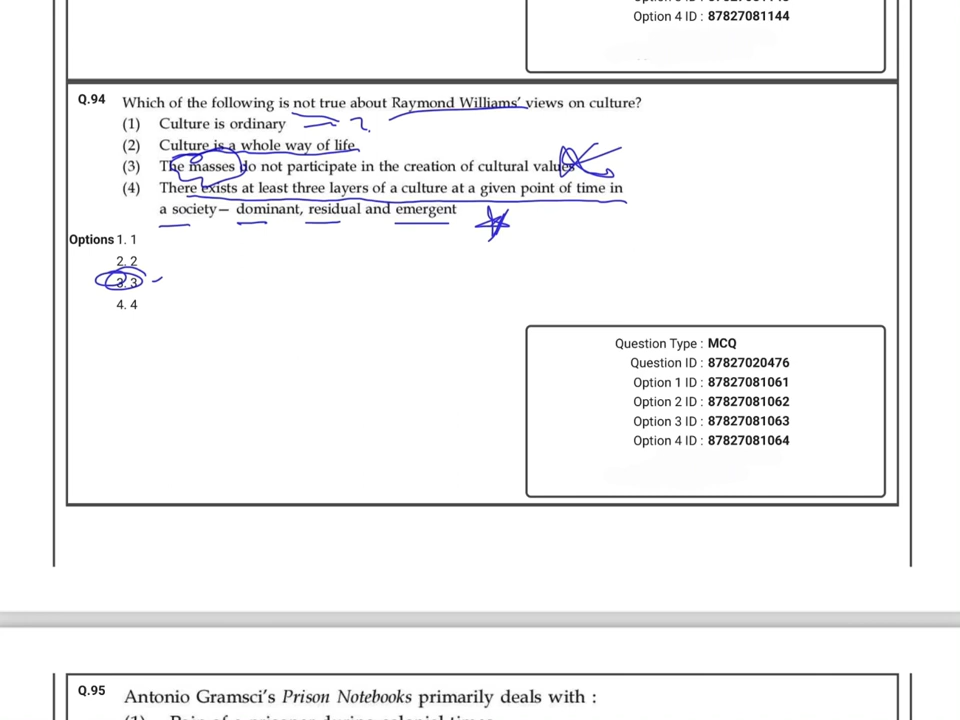 Option 4 ID : 87827081144
Q.94 Which of the following is not true about Raymond Williams' views on culture?
(1) Culture is ordinary ?
(2) Culture is a whole way of life
(3) The masses do not participate in the creation of cultural values
(4) There exists at least three layers of a culture at a given point of time in
a society— dominant, residual and emergent
Options 1. 1
2. 2
3. 3
4. 4
Question Type : MCQ
Question ID : 87827020476
Option 1 ID : 87827081061
Option 2 ID : 87827081062
Option 3 ID : 87827081063
Option 4 ID : 87827081064
Q.95 Antonio Gramsci's Prison Notebooks primarily deals with :